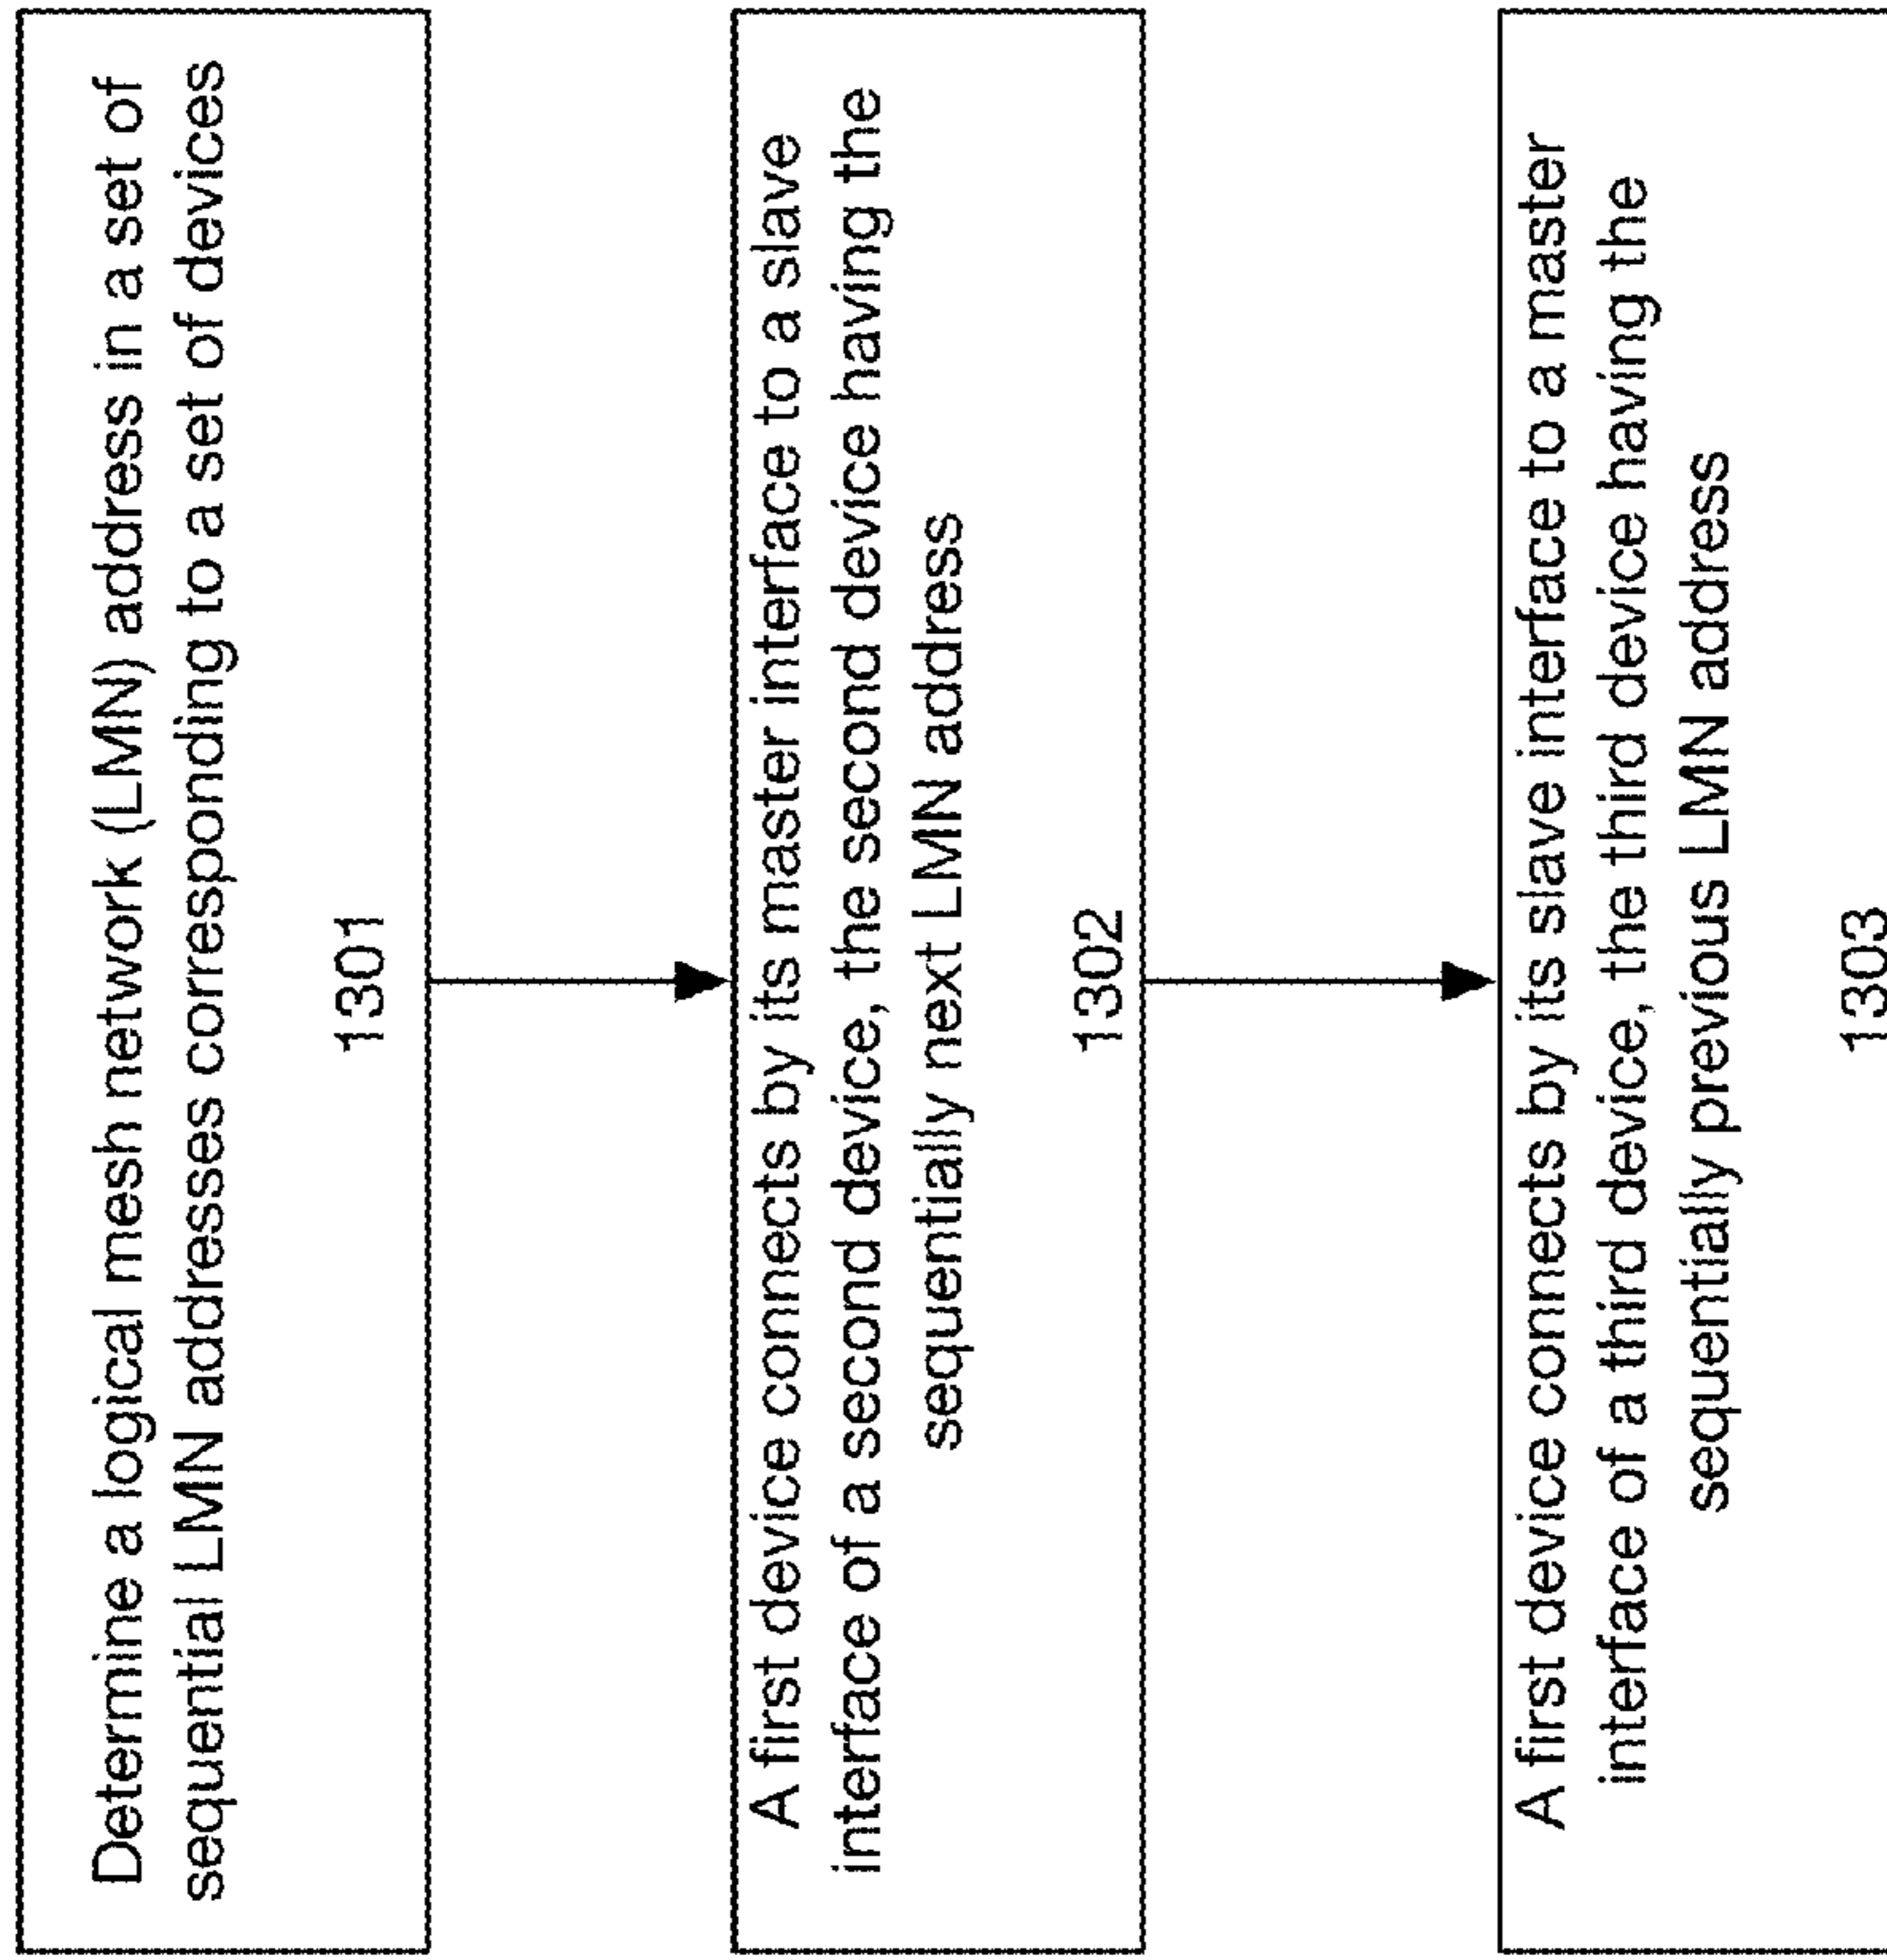 Determine a logical mesh network (LMN) address in a set of
sequential LMN addresses corresponding to a set of devices
1301
A first device connects by its master interface to a slave
interface of a second device, the second device having the
sequentially next LMN address
1302
A first device connects by its slave interface to a master
interface of a third device, the third device having the
sequentially previous LMN address
1303